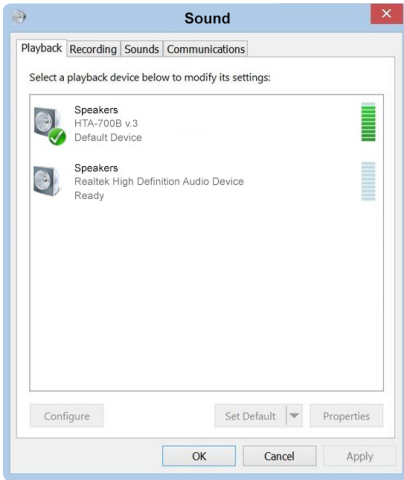 Sound
Playback Recording Sounds Communications
Select a playback device below to modify its settings:
Speakers
HTA-700B v.3
Default Device
Speakers
Realtek High Definition Audio Device
Ready
Configure Set Default Properties
OK Cancel Apply